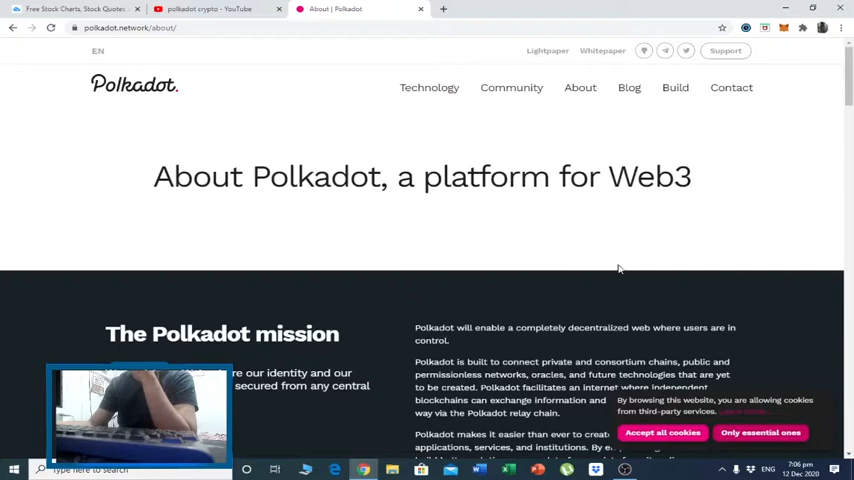 Free Stock Charts, Stock Quotes
polkadot crypto - YouTube
About | Polkadot
polkadot.network/about/
EN
Lightpaper
Whitepaper
Support
Polkadot.
Technology
Community
About
Blog
Build
Contact
About Polkadot, a platform for Web3
The Polkadot mission
re our identity and our
secured from any central
Polkadot will enable a completely decentralized web where users are in
control.
Polkadot is built to connect private and consortium chains, public and
permissionless networks, oracles, and future technologies that are yet
to be created. Polkadot facilitates an internet where independent
blockchains can exchange information and
way via the Polkadot relay chain.
Polkadot makes it easier than ever to create
applications, services, and institutions. By
By browsing this website, you are allowing cookies
from third-party services.
Accept all cookies
Only essential ones
Type here to search
ENG
7:06 pm
12 Dec 2020